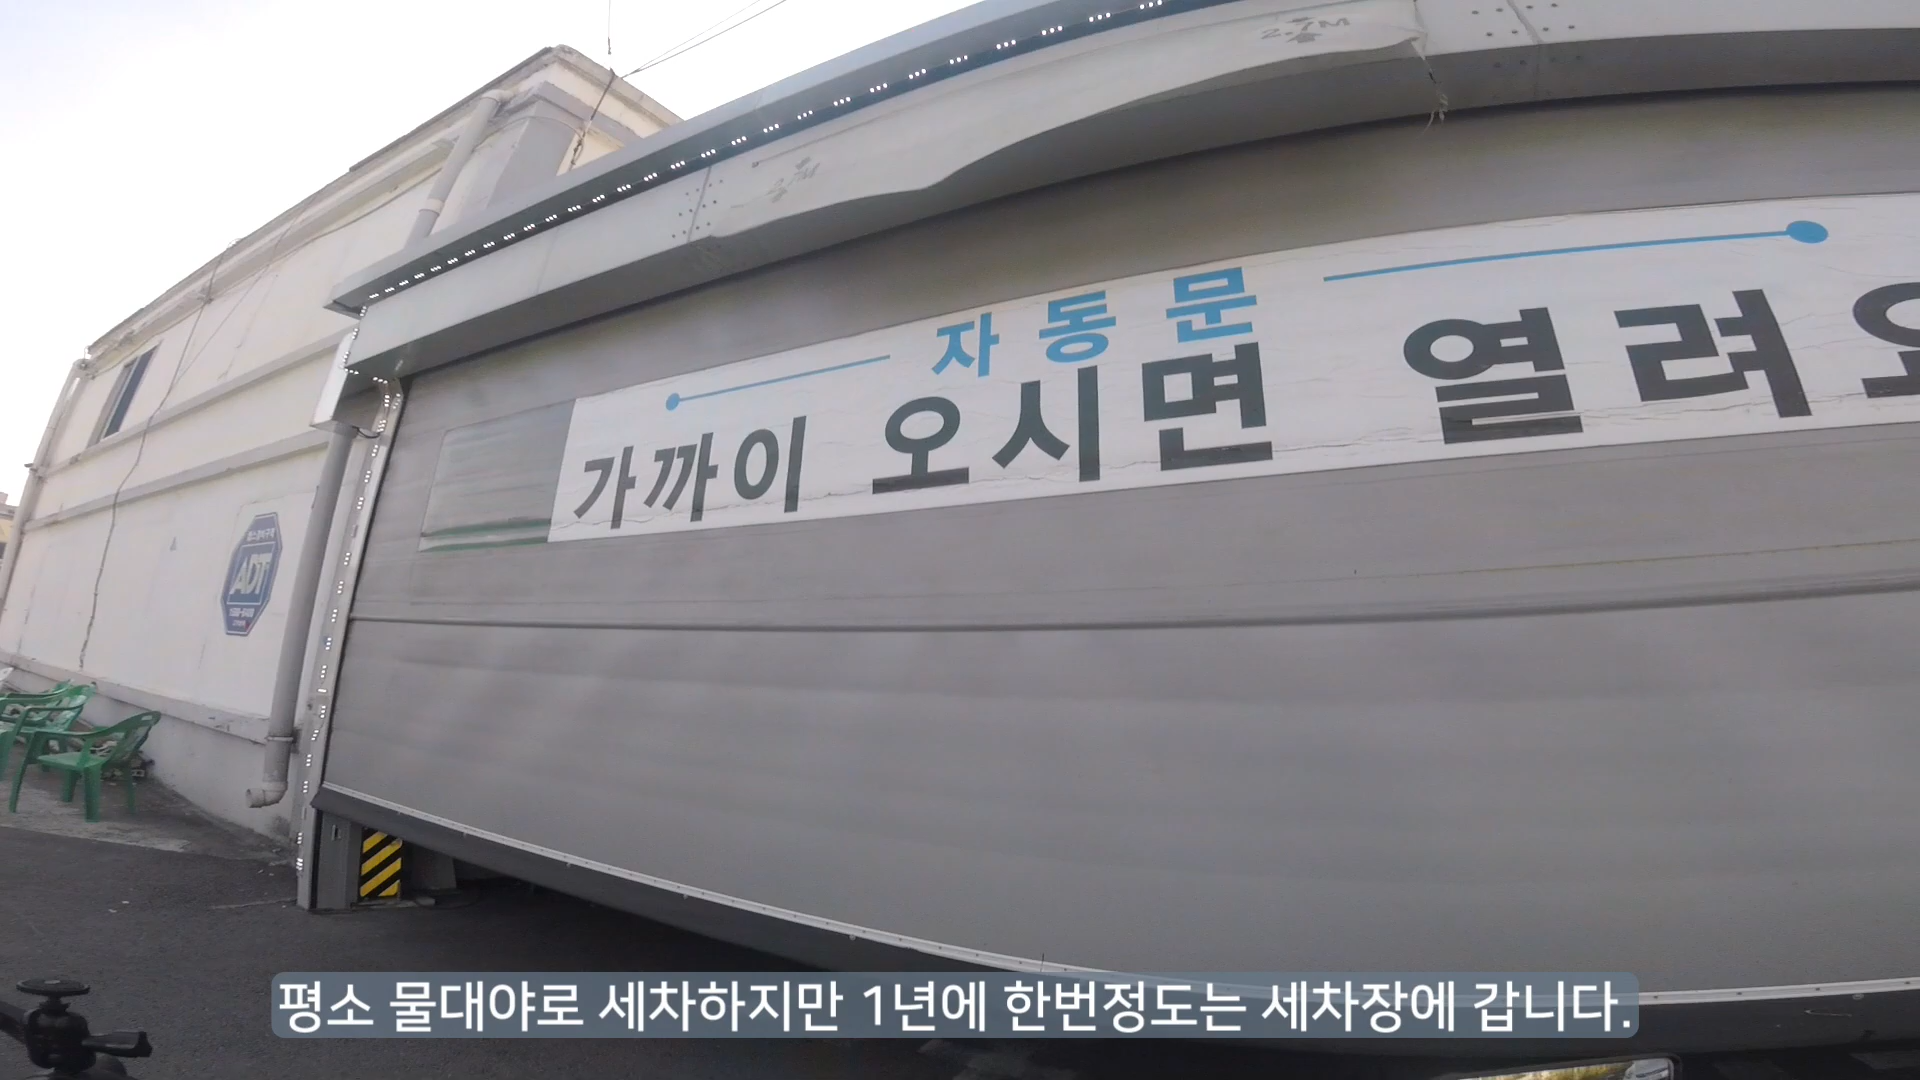 2.7M
자동문
가까이 오시면 열려
ADT
평소 물대야로 세차하지만 1년에 한번정도는 세차장에 갑니다.